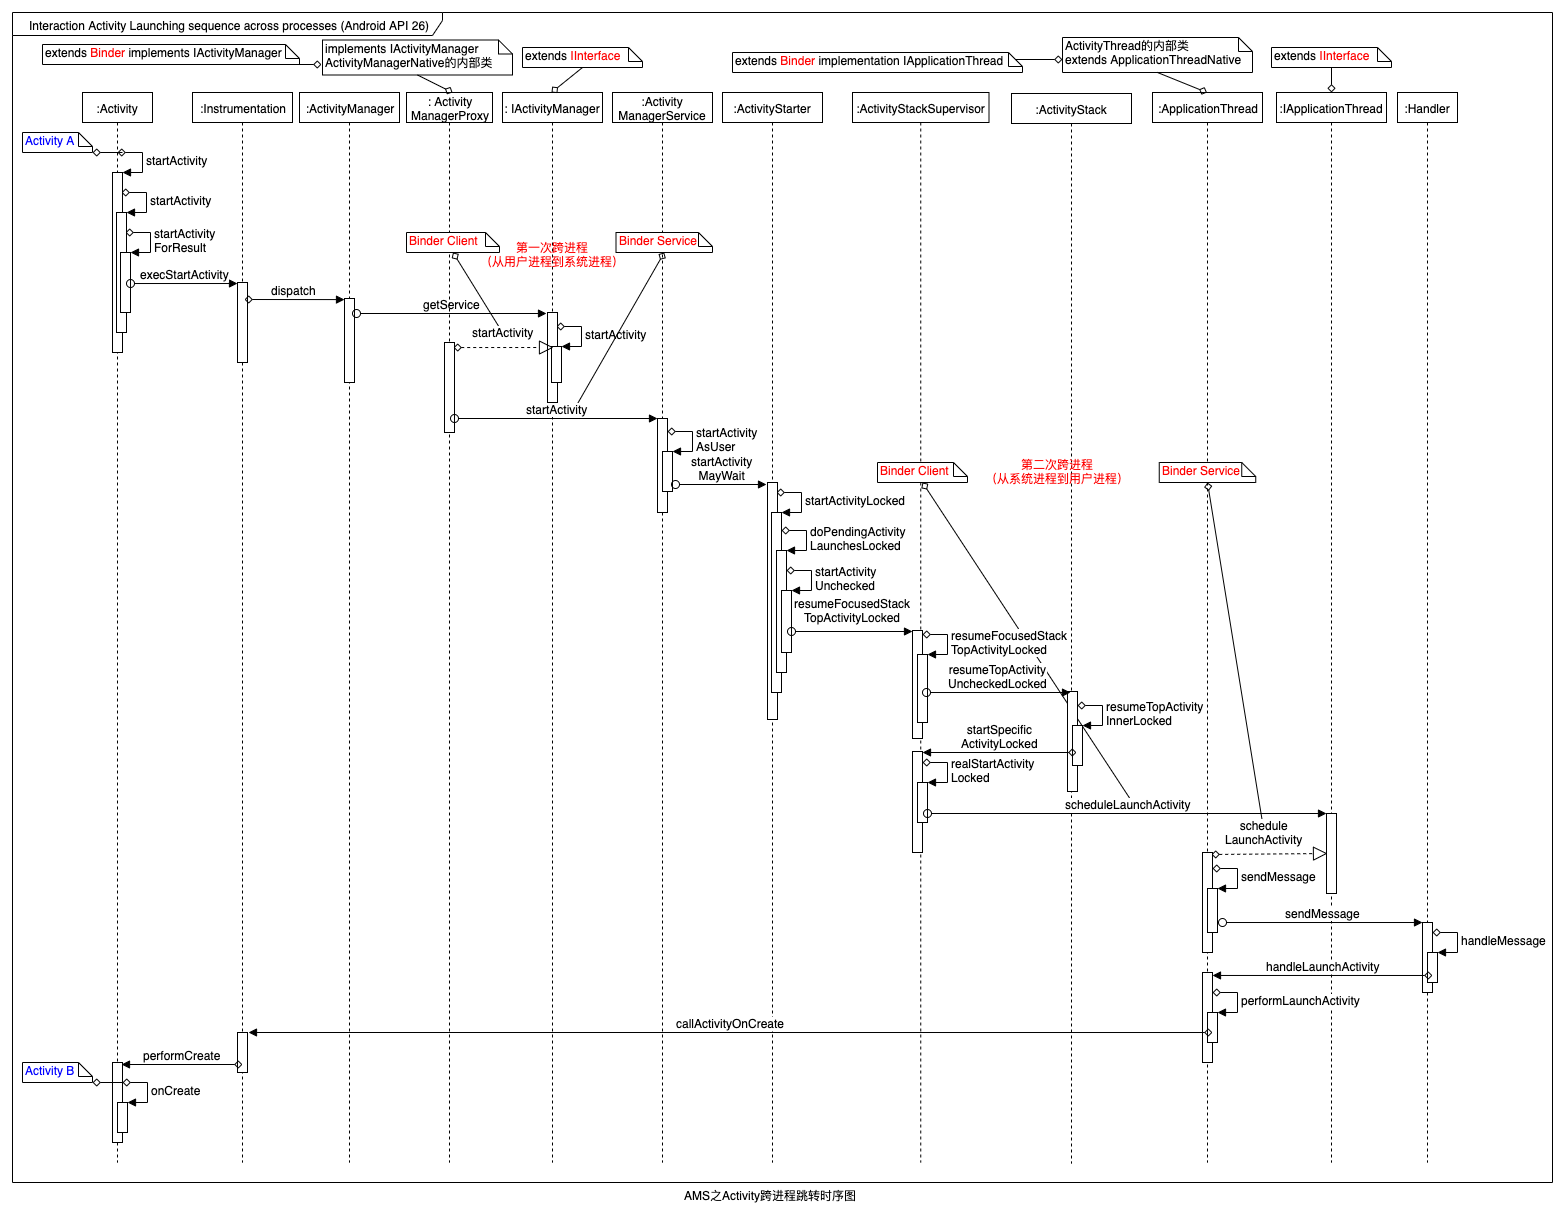 Interaction Activity Launching sequence across processes (Android API 26)
extends Binder implements IActivityManager
implements IActivityManager
ActivityManagerNative的内部类
extends IInterface
extends Binder implementation IApplicationThread
ActivityThread的内部类
extends ApplicationThreadNative
extends IInterface
:Activity
:Instrumentation
:ActivityManager
: Activity
ManagerProxy
: IActivityManager
:Activity
ManagerService
:ActivityStarter
:ActivityStackSupervisor
:ActivityStack
:ApplicationThread
:IApplicationThread
:Handler
Activity A
startActivity
startActivity
startActivity
ForResult
Binder Client
第一次跨进程
（从用户进程到系统进程）
Binder Service
execStartActivity
dispatch
getService
startActivity
startActivity
startActivity
startActivity
AsUser
startActivity
MayWait
Binder Client
第二次跨进程
（从系统进程到用户进程）
Binder Service
startActivityLocked
doPendingActivity
LaunchesLocked
startActivity
Unchecked
resumeFocusedStack
TopActivityLocked
resumeFocusedStack
TopActivityLocked
resumeTopActivity
UncheckedLocked
resumeTopActivity
InnerLocked
startSpecific
ActivityLocked
realStartActivity
Locked
scheduleLaunchActivity
schedule
LaunchActivity
sendMessage
sendMessage
handleMessage
handleLaunchActivity
performLaunchActivity
callActivityOnCreate
performCreate
Activity B
onCreate
AMS之Activity跨进程跳转时序图